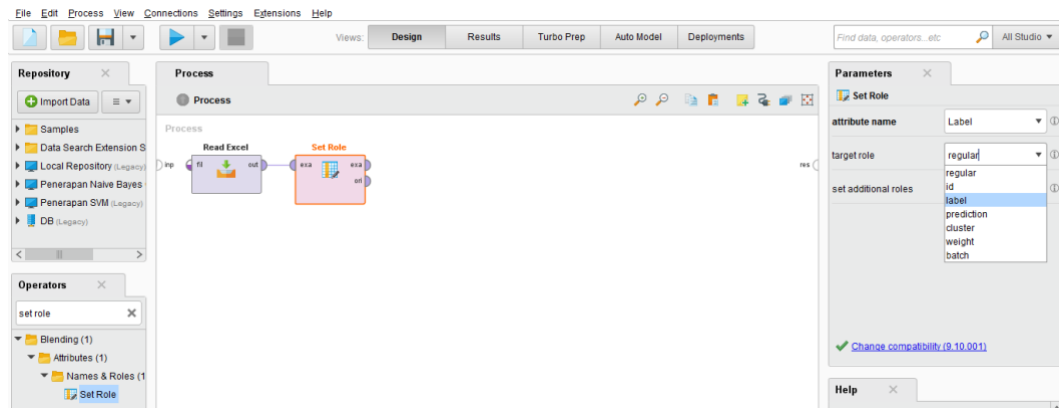 File Edit Process View Connections Settings Extensions Help
Views: Design Results Turbo Prep Auto Model Deployments
Find data, operators...etc All Studio
Repository
Import Data
Samples
Data Search Extension S
Local Repository (Legacy)
Penerapan Naive Bayes
Penerapan SVM (Legacy)
DB (Legacy)
Operators
set role
Blending (1)
Attributes (1)
Names & Roles (1
Set Role
Process
Process
Process
Read Excel
Set Role
inp
fil
out
exa
exa
ori
res
Parameters
Set Role
attribute name Label
target role regular
regular
id
set additional roles
label
prediction
cluster
weight
batch
Change compatibility (9.10.001)
Help